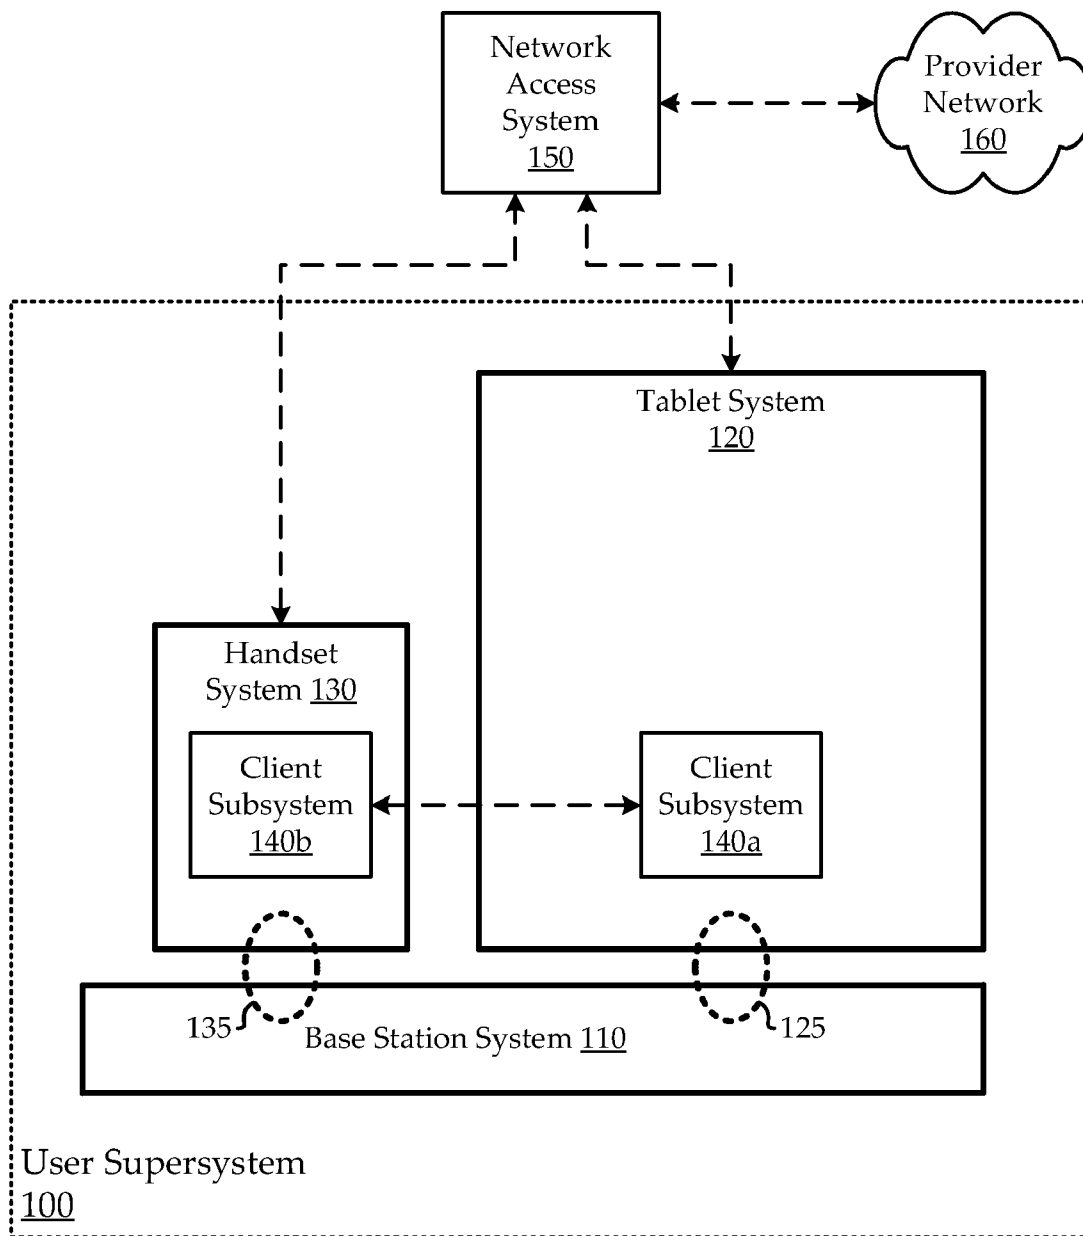 Network
Access
System
150
Provider
Network
160
Tablet System
120
Handset
System 130
Client
Subsystem
140b
Client
Subsystem
140a
135
Base Station System 110
125
User Supersystem
100